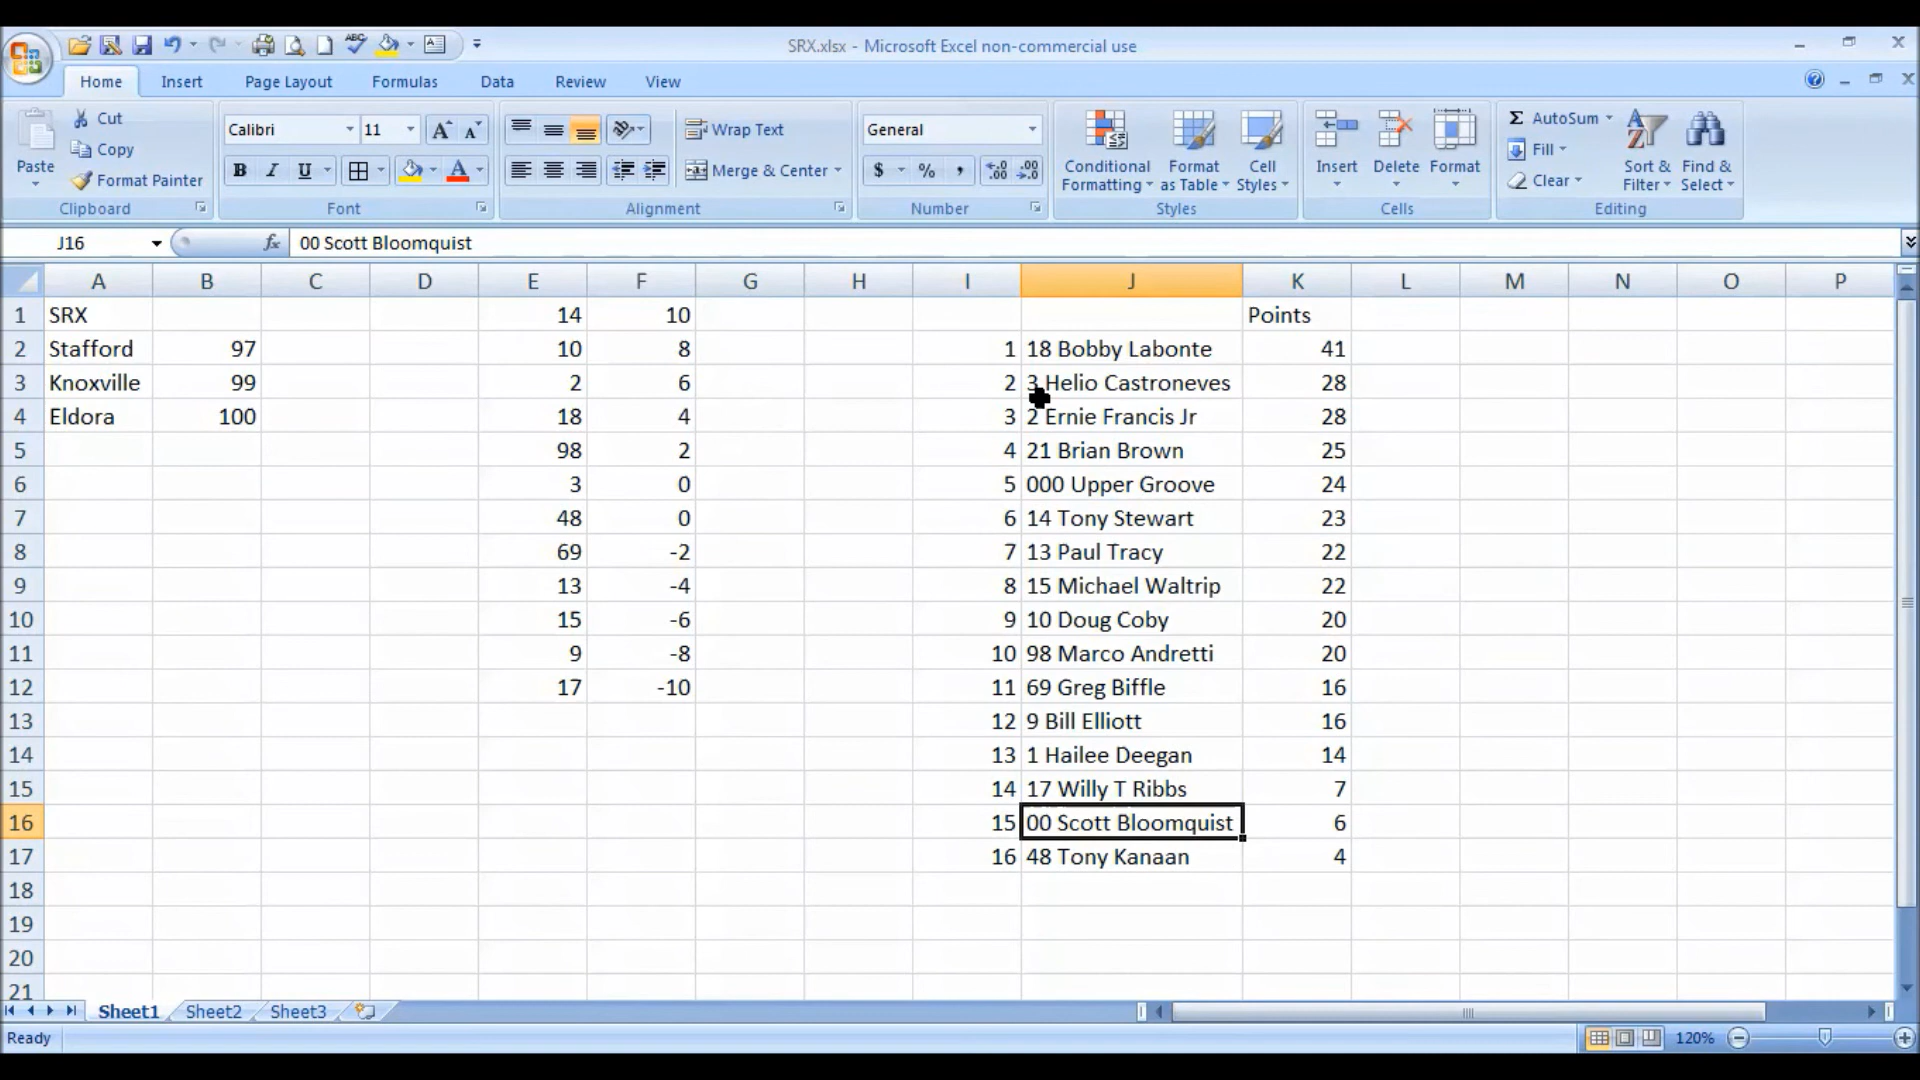 SRX.xlsx - Microsoft Excel non-commercial use
Home Insert Page Layout Formulas Data Review View
Paste
Cut
Copy
Format Painter
Clipboard
Calibri 11
B I U
Font
Wrap Text
Merge & Center
Alignment
General
$ % ,
Number
Conditional Formatting
Format as Table
Cell Styles
Styles
Insert
Delete
Format
Cells
Σ AutoSum
Fill
Clear
Sort & Filter
Find & Select
Editing
J16 fx 00 Scott Bloomquist
A B C D E F G H I J K L M N O P
1 SRX 14 10 Points
2 Stafford 97 10 8 1 18 Bobby Labonte 41
3 Knoxville 99 2 6 2 3 Helio Castroneves 28
4 Eldora 100 18 4 3 2 Ernie Francis Jr 28
5 98 2 4 21 Brian Brown 25
6 3 0 5 000 Upper Groove 24
7 48 0 6 14 Tony Stewart 23
8 69 -2 7 13 Paul Tracy 22
9 13 -4 8 15 Michael Waltrip 22
10 15 -6 9 10 Doug Coby 20
11 9 -8 10 98 Marco Andretti 20
12 17 -10 11 69 Greg Biffle 16
13 12 9 Bill Elliott 16
14 13 1 Hailee Deegan 14
15 14 17 Willy T Ribbs 7
16 15 00 Scott Bloomquist 6
17 16 48 Tony Kanaan 4
18
19
20
21
Sheet1 Sheet2 Sheet3
Ready 120%